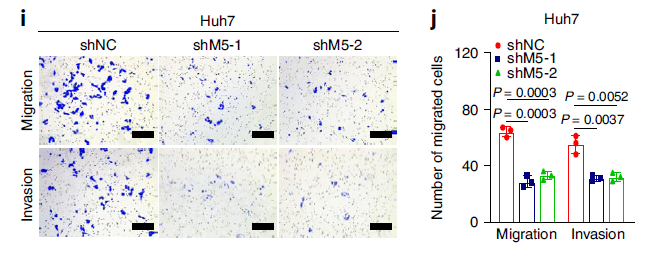 i
Huh7
shNC shM5-1 shM5-2
Migration
Invasion
j
Huh7
Number of migrated cells
120
80
40
0
shNC
shM5-1
shM5-2
P = 0.0003
P = 0.0003
P = 0.0052
P = 0.0037
Migration Invasion